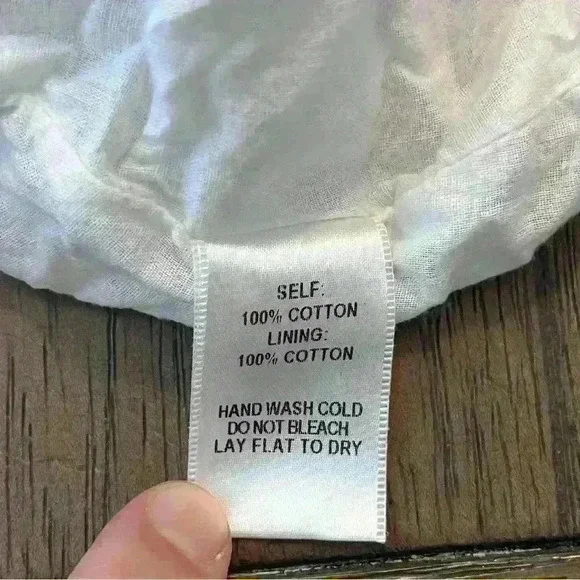 SELF:
100% COTTON
LINING:
100% COTTON
HAND WASH COLD
DO NOT BLEACH
LAY FLAT TO DRY